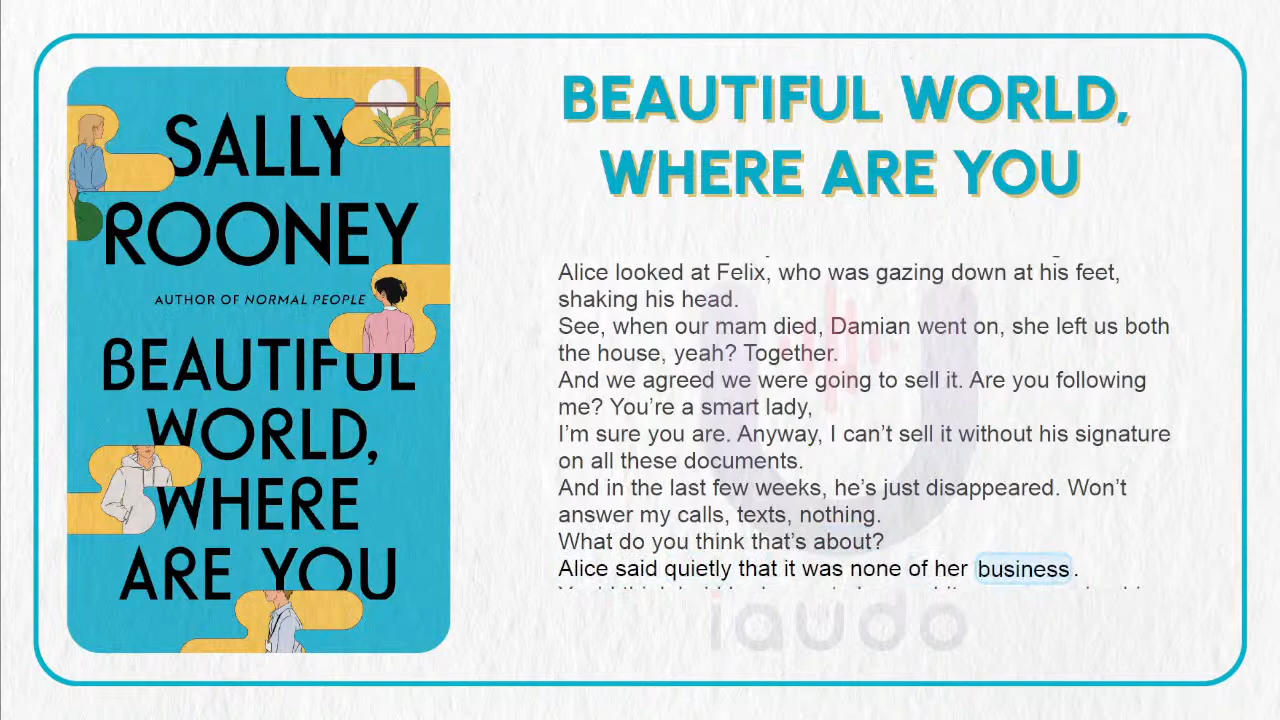 SALLY
ROONEY
AUTHOR OF NORMAL PEOPLE
BEAUTIFUL
WORLD,
WHERE
ARE YOU
BEAUTIFUL WORLD,
WHERE ARE YOU
Alice looked at Felix, who was gazing down at his feet,
shaking his head.
See, when our mam died, Damian went on, she left us both
the house, yeah? Together.
And we agreed we were going to sell it. Are you following
me? You’re a smart lady,
I’m sure you are. Anyway, I can’t sell it without his signature
on all these documents.
And in the last few weeks, he’s just disappeared. Won’t
answer my calls, texts, nothing.
What do you think that’s about?
Alice said quietly that it was none of her business.
iaudo